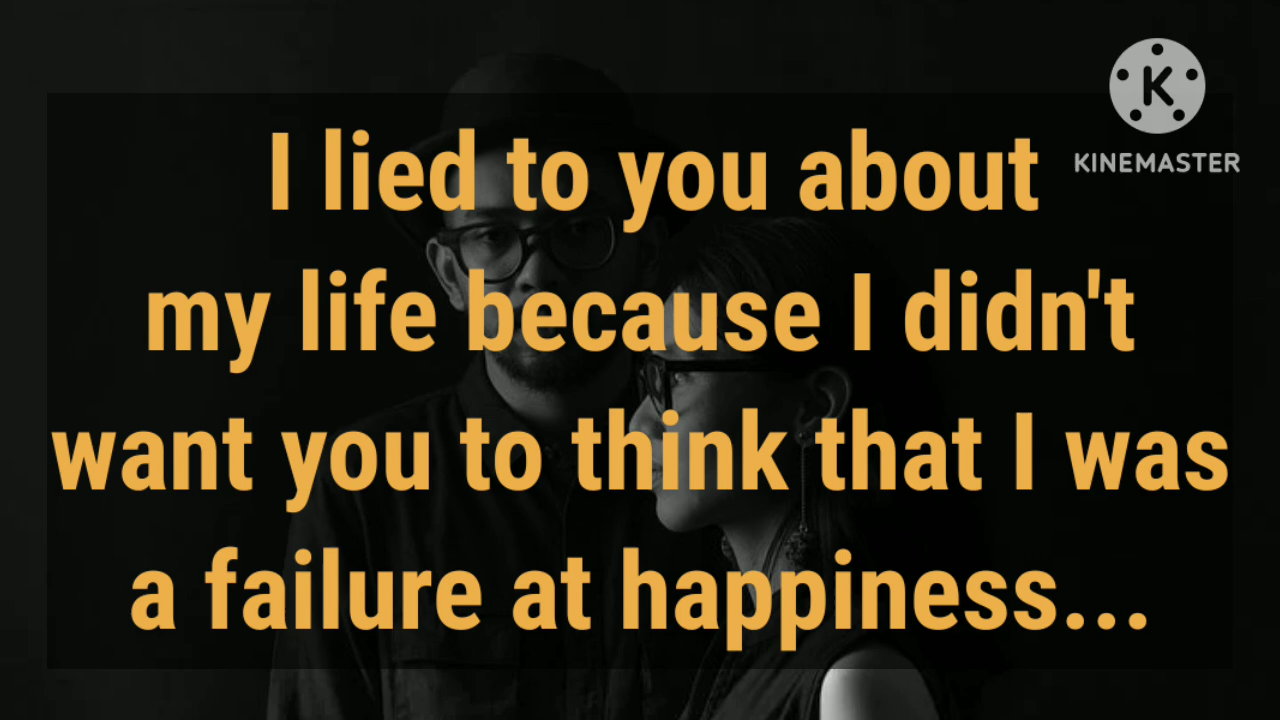 KINEMASTER
I lied to you about
my life because I didn't
want you to think that I was
a failure at happiness...